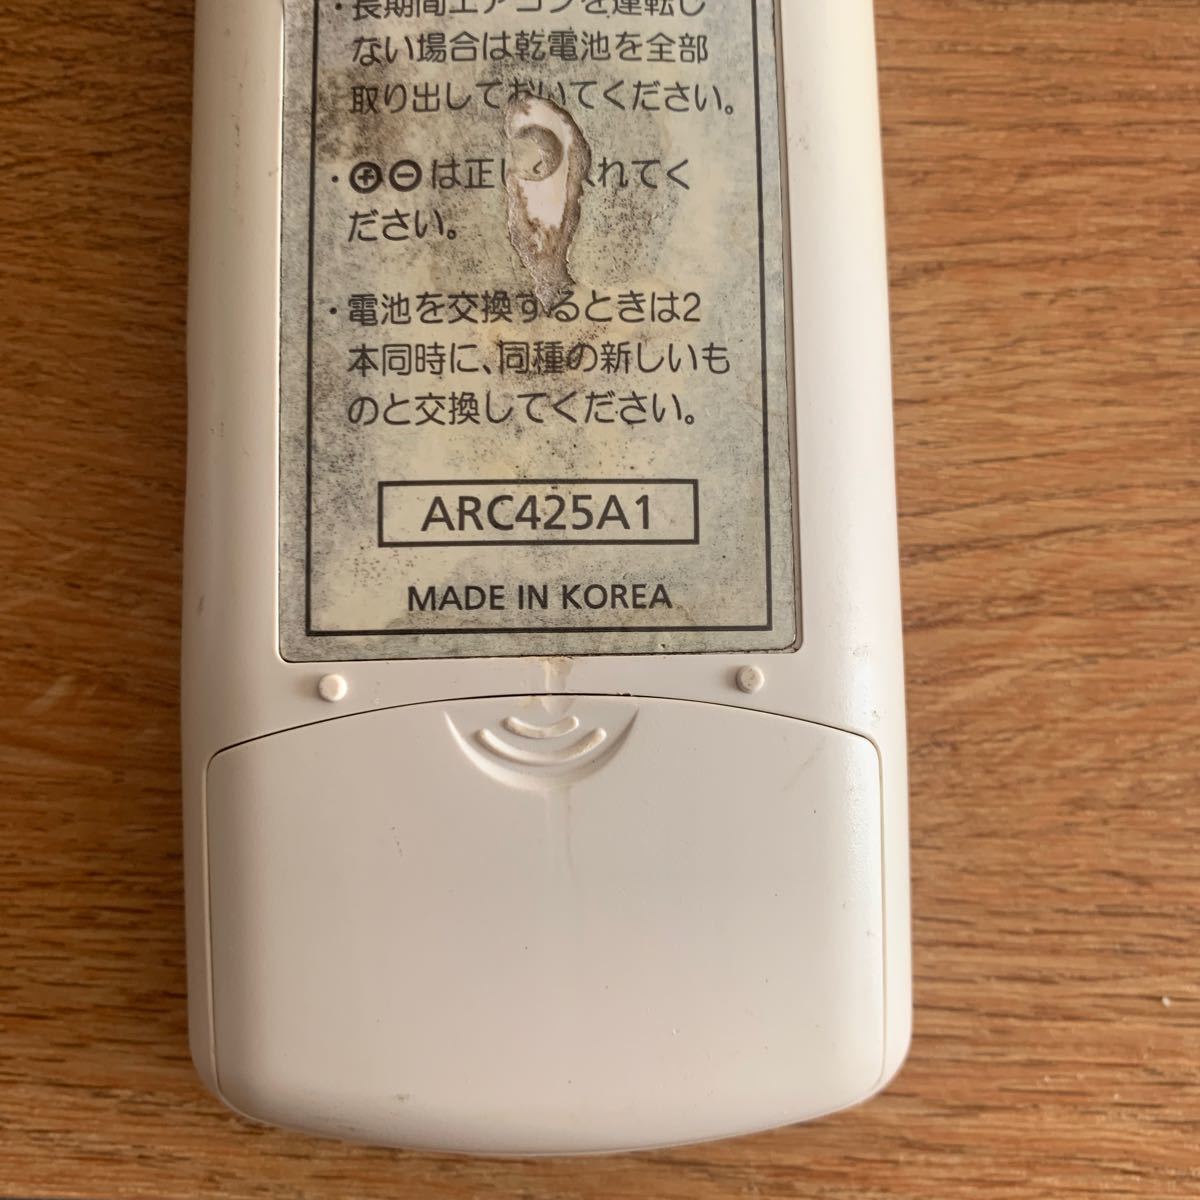 ・長期間エアコンを運転し
ない場合は乾電池を全部
取り出しておいてください。
・⊕⊖は正し れてく
ださい。
・電池を交換するときは2
本同時に、同種の新しいも
のと交換してください。
ARC425A1
MADE IN KOREA